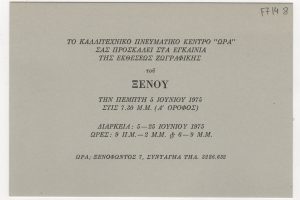 F714 8
ΤΟ ΚΑΛΛΙΤΕΧΝΙΚΟ ΠΝΕΥΜΑΤΙΚΟ ΚΕΝΤΡΟ "ΩΡΑ"
ΣΑΣ ΠΡΟΣΚΑΛΕΙ ΣΤΑ ΕΓΚΑΙΝΙΑ
ΤΗΣ ΕΚΘΕΣΕΩΣ ΖΩΓΡΑΦΙΚΗΣ
τοῦ
ΞΕΝΟΥ
ΤΗΝ ΠΕΜΠΤΗ 5 ΙΟΥΝΙΟΥ 1975
ΣΤΙΣ 7.30 Μ.Μ. (Α' ΟΡΟΦΟΣ)
ΔΙΑΡΚΕΙΑ: 5—25 ΙΟΥΝΙΟΥ 1975
ΩΡΕΣ: 9 Π.Μ.—2 Μ.Μ. & 6—9 Μ.Μ.
ΩΡΑ, ΞΕΝΟΦΩΝΤΟΣ 7, ΣΥΝΤΑΓΜΑ ΤΗΛ. 3226.632